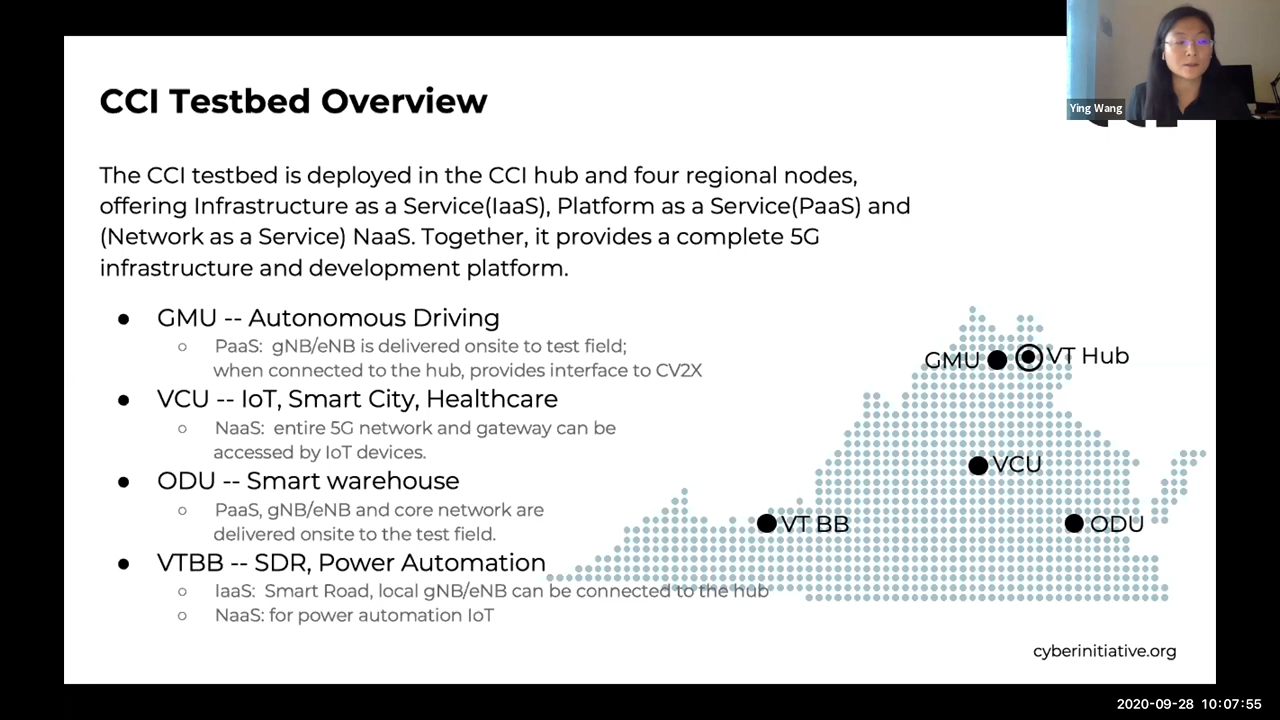 CCI Testbed Overview
Ying Wang
The CCI testbed is deployed in the CCI hub and four regional nodes,
offering Infrastructure as a Service(IaaS), Platform as a Service(PaaS) and
(Network as a Service) NaaS. Together, it provides a complete 5G
infrastructure and development platform.
● GMU -- Autonomous Driving
○ PaaS: gNB/eNB is delivered onsite to test field;
when connected to the hub, provides interface to CV2X
● VCU -- IoT, Smart City, Healthcare
○ NaaS: entire 5G network and gateway can be
accessed by IoT devices.
● ODU -- Smart warehouse
○ PaaS, gNB/eNB and core network are
delivered onsite to the test field.
● VTBB -- SDR, Power Automation
○ IaaS: Smart Road, local gNB/eNB can be connected to the hub
○ NaaS: for power automation IoT
GMU
VT Hub
VCU
VT BB
ODU
cyberinitiative.org
2020-09-28 10:07:55